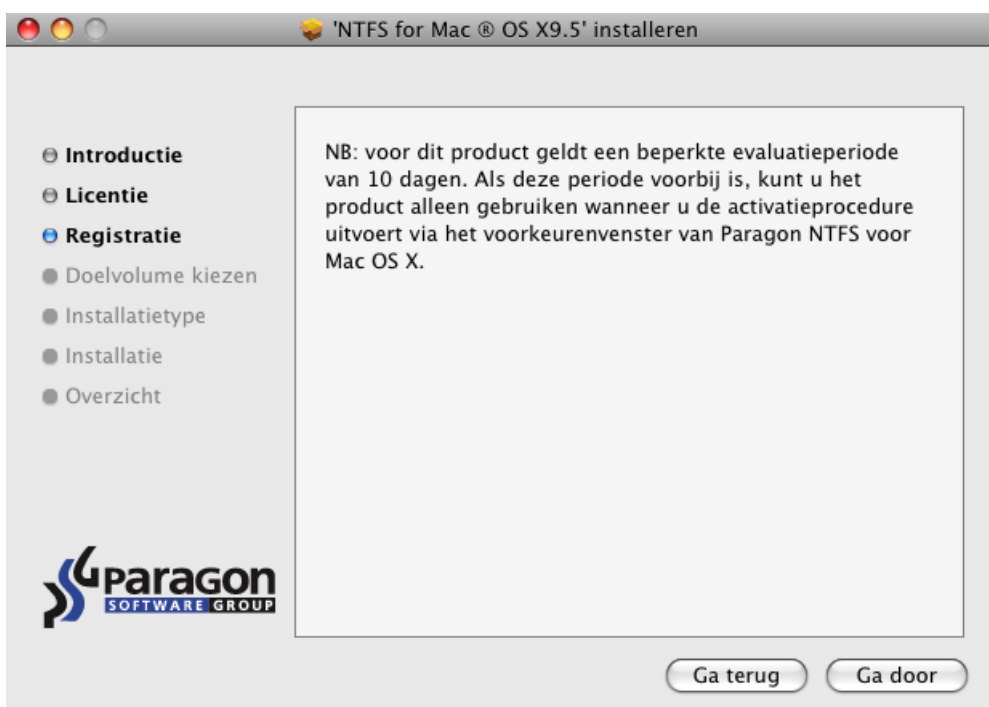 'NTFS for Mac ® OS X9.5' installeren
Introductie
Licentie
Registratie
Doelvolume kiezen
Installatietype
Installatie
Overzicht
NB: voor dit product geldt een beperkte evaluatieperiode
van 10 dagen. Als deze periode voorbij is, kunt u het
product alleen gebruiken wanneer u de activatieprocedure
uitvoert via het voorkeurenvenster van Paragon NTFS voor
Mac OS X.
paragon
SOFTWARE GROUP
Ga terug
Ga door